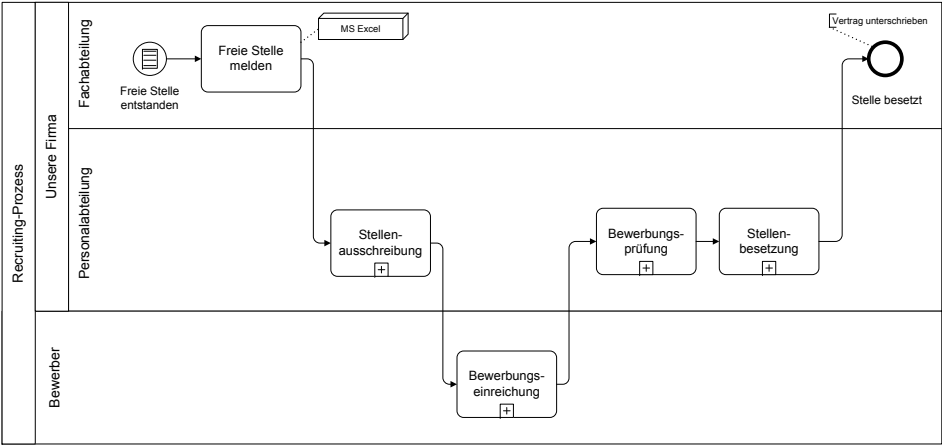 Recruiting-Prozess
Unsere Firma
Fachabteilung
Freie Stelle
entstanden
Freie Stelle
melden
MS Excel
Vertrag unterschrieben
Stelle besetzt
Personalabteilung
Stellen-
ausschreibung
Bewerbungs-
prüfung
Stellen-
besetzung
Bewerber
Bewerbungs-
einreichung